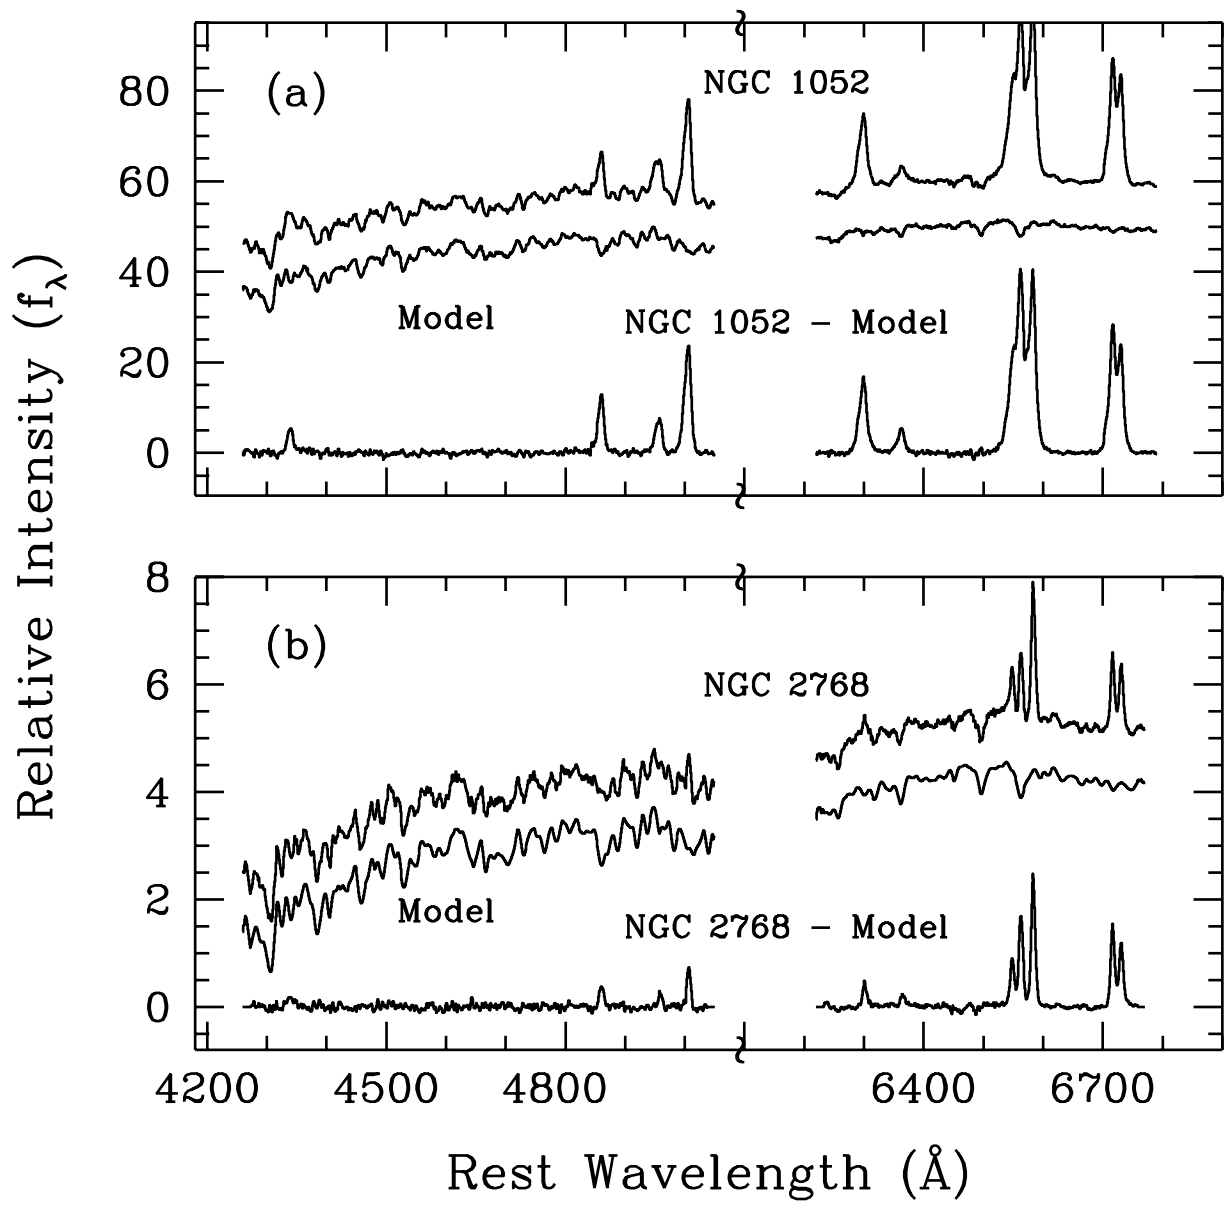 (a)
NGC 1052
80
60
40
20
0
Model
NGC 1052 – Model
Relative Intensity (fλ)
(b)
NGC 2768
8
6
4
2
0
Model
NGC 2768 – Model
4200 4500 4800 6400 6700
Rest Wavelength (Å)